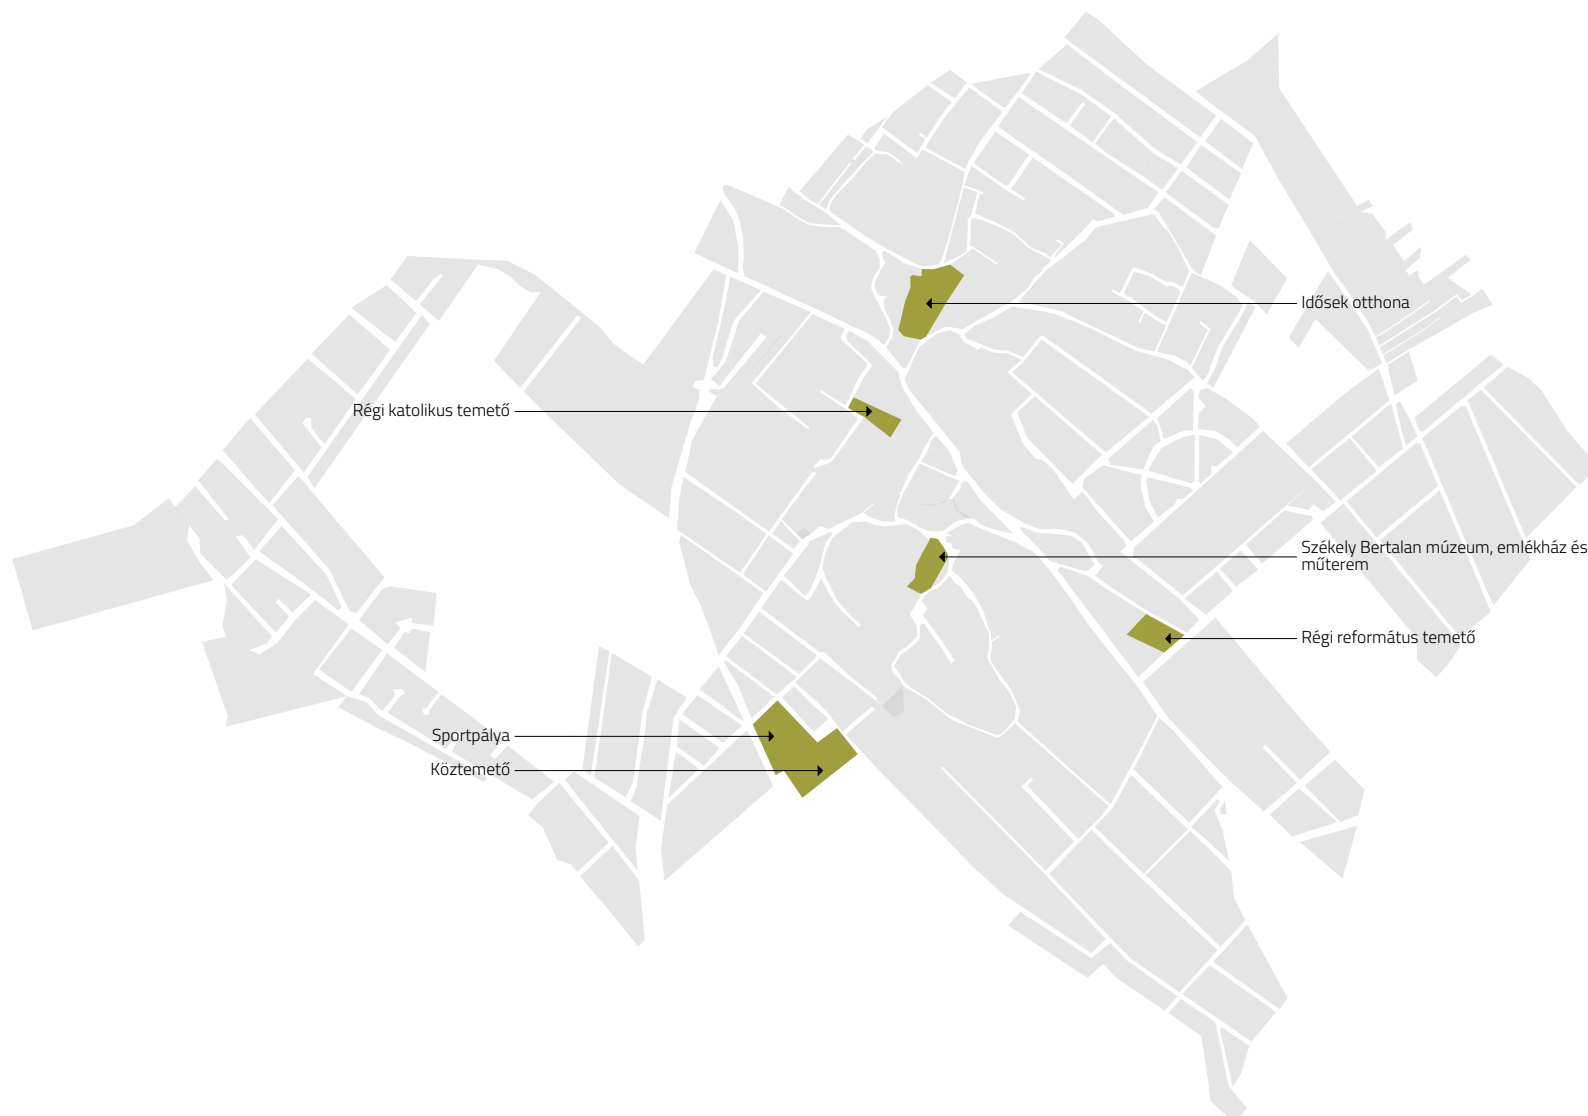 Idősek otthona
Régi katolikus temető
Székely Bertalan múzeum, emlékház és
műterem
Régi református temető
Sportpálya
Köztemető